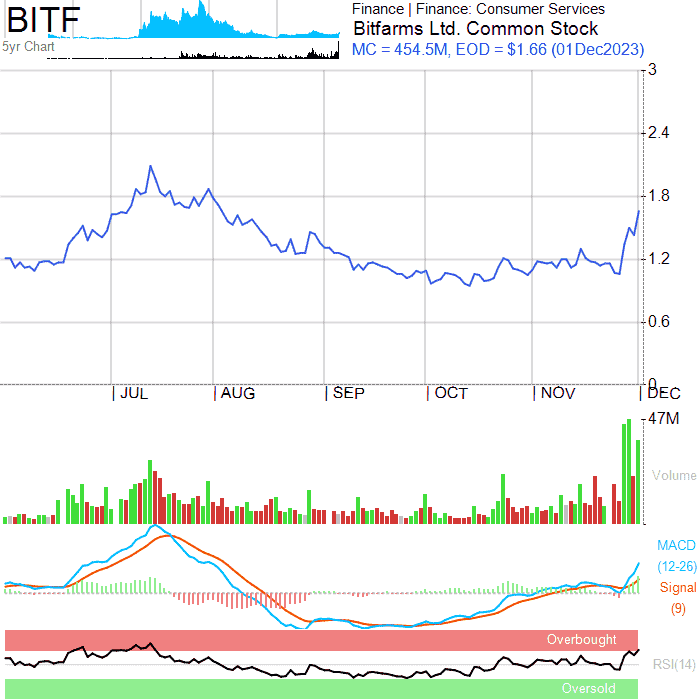 BITF
5yr Chart
Finance | Finance: Consumer Services
Bitfarms Ltd. Common Stock
MC = 454.5M, EOD = $1.66 (01Dec2023)
3
2.4
1.8
1.2
0.6
0
| JUL | AUG | SEP | OCT | NOV | DEC
47M
Volume
MACD
(12-26)
Signal
(9)
Overbought
RSI(14)
Oversold